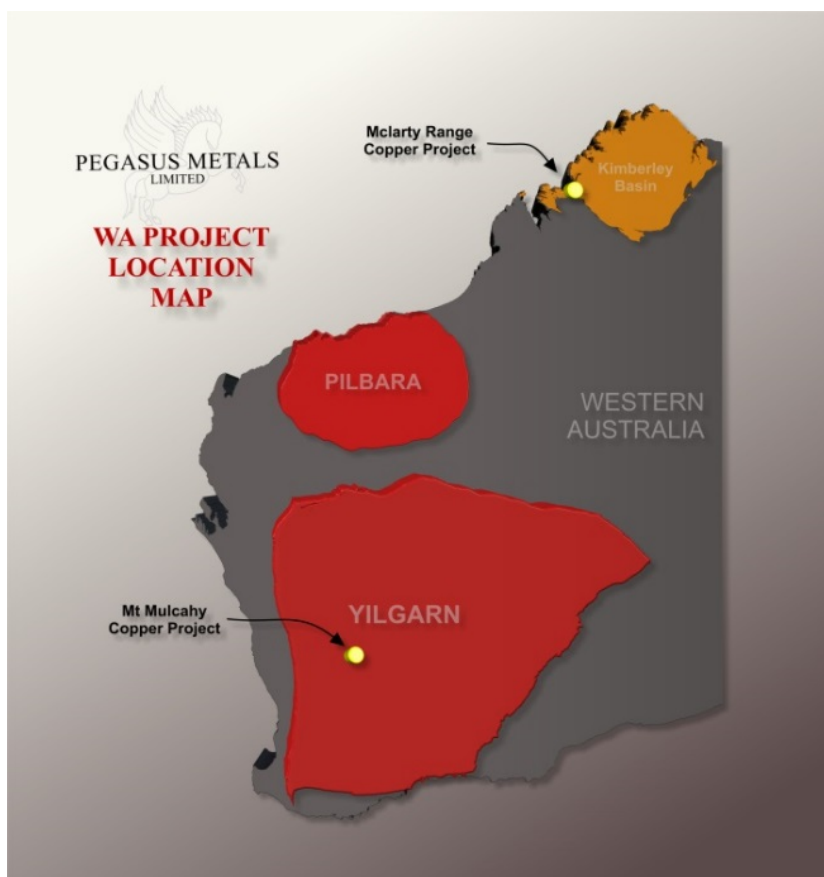 PEGASUS METALS
LIMITED
WA PROJECT
LOCATION
MAP
Mclarty Range
Copper Project
Kimberley
Basin
PILBARA
WESTERN
AUSTRALIA
YILGARN
Mt Mulcahy
Copper Project